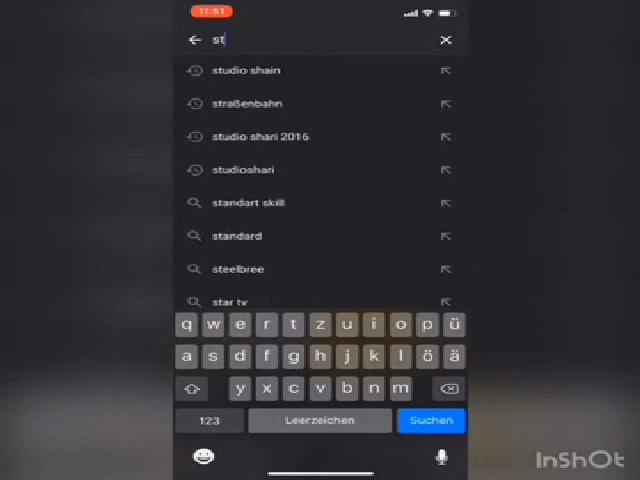 11:51
st
studio shain
straßenbahn
studio shari 2016
studioshari
standart skill
standard
steelbree
star tv
q w e r t z u i o p ü
a s d f g h j k l ö ä
y x c v b n m
123 Leerzeichen Suchen
InShOt